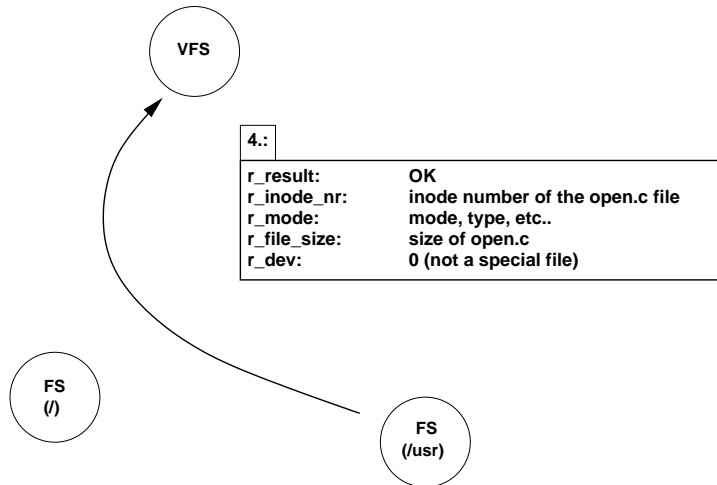 VFS
4.:
r_result: OK
r_inode_nr: inode number of the open.c file
r_mode: mode, type, etc..
r_file_size: size of open.c
r_dev: 0 (not a special file)
FS
(/)
FS
(/usr)